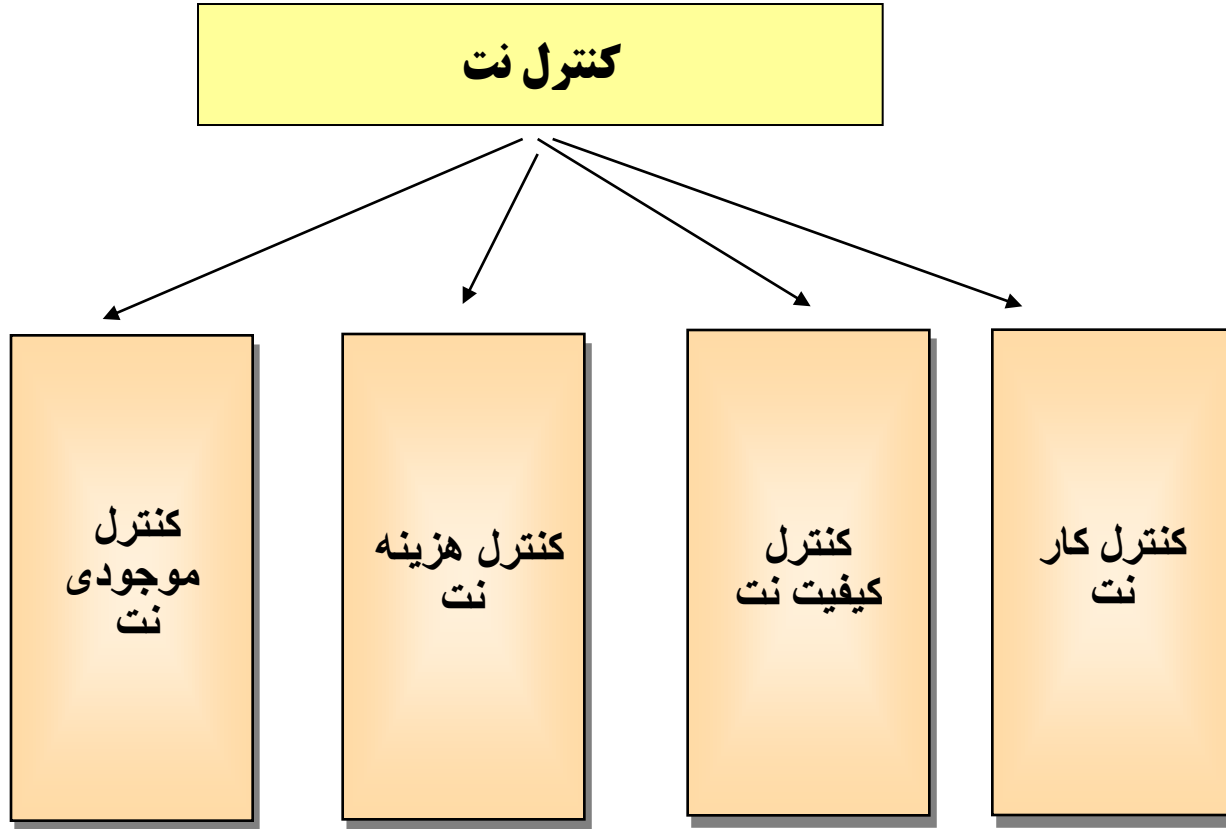 کنترل نت
کنترل کار
نت
کنترل
کیفیت نت
کنترل هزینه
نت
کنترل
موجودی
نت